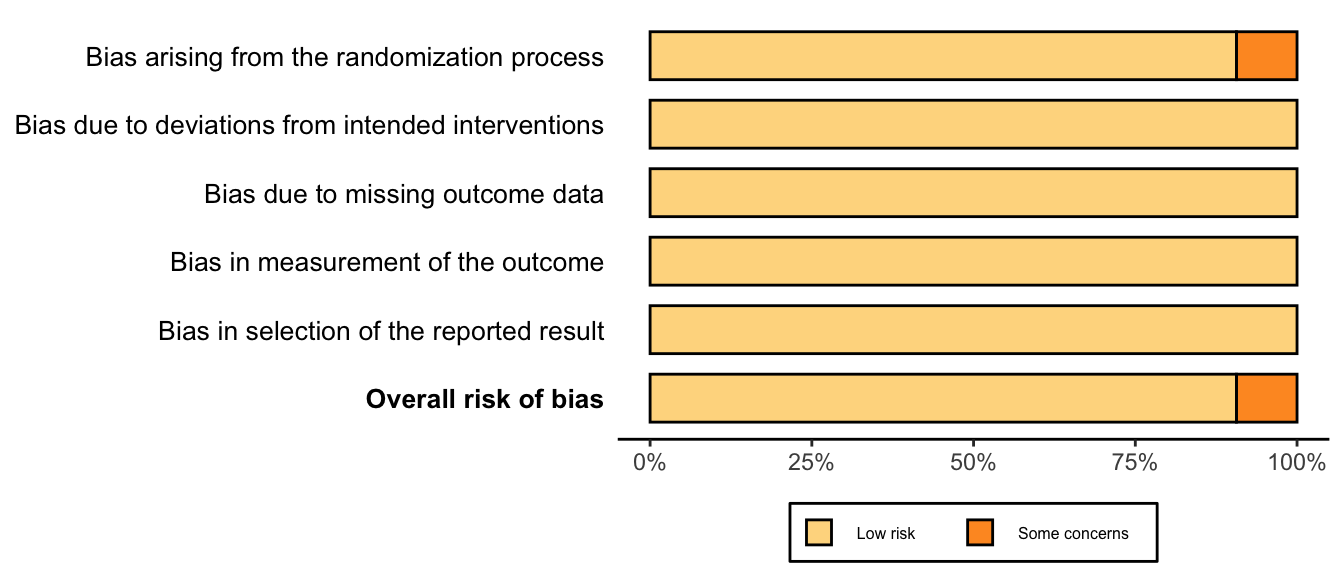 Bias arising from the randomization process
Bias due to deviations from intended interventions
Bias due to missing outcome data
Bias in measurement of the outcome
Bias in selection of the reported result
Overall risk of bias
0% 25% 50% 75% 100%
Low risk Some concerns